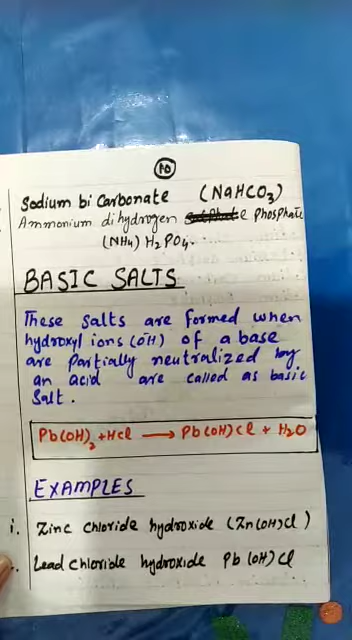 10
Sodium bi Carbonate (NaHCO₃)
Ammonium dihydrogen phosphate
(NH₄) H₂PO₄.
BASIC SALTS
These salts are formed when
hydroxyl ions (OH) of a base
are partially neutralized by
an acid are called as basic
Salt.
Pb(OH)₂ + HCl ⟶ Pb(OH)Cl + H₂O
EXAMPLES
i. Zinc chloride hydroxide (Zn(OH)Cl)
Lead chloride hydroxide Pb(OH)Cl